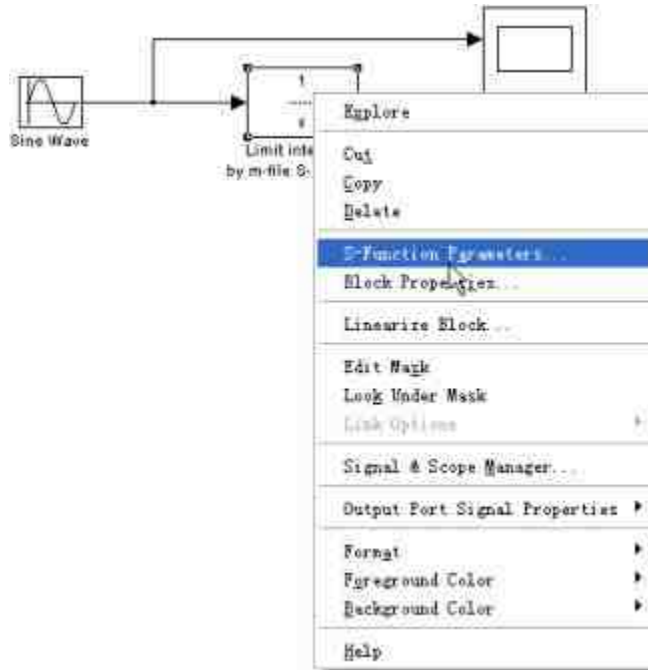 Sine Wave
1
s
Limit inte
by m-file S-
Explore
Cut
Copy
Delete
S-Function Parameters...
Block Properties...
Linearize Block...
Edit Mask
Look Under Mask
Link Options
Signal & Scope Manager...
Output Port Signal Properties
Format
Foreground Color
Background Color
Help